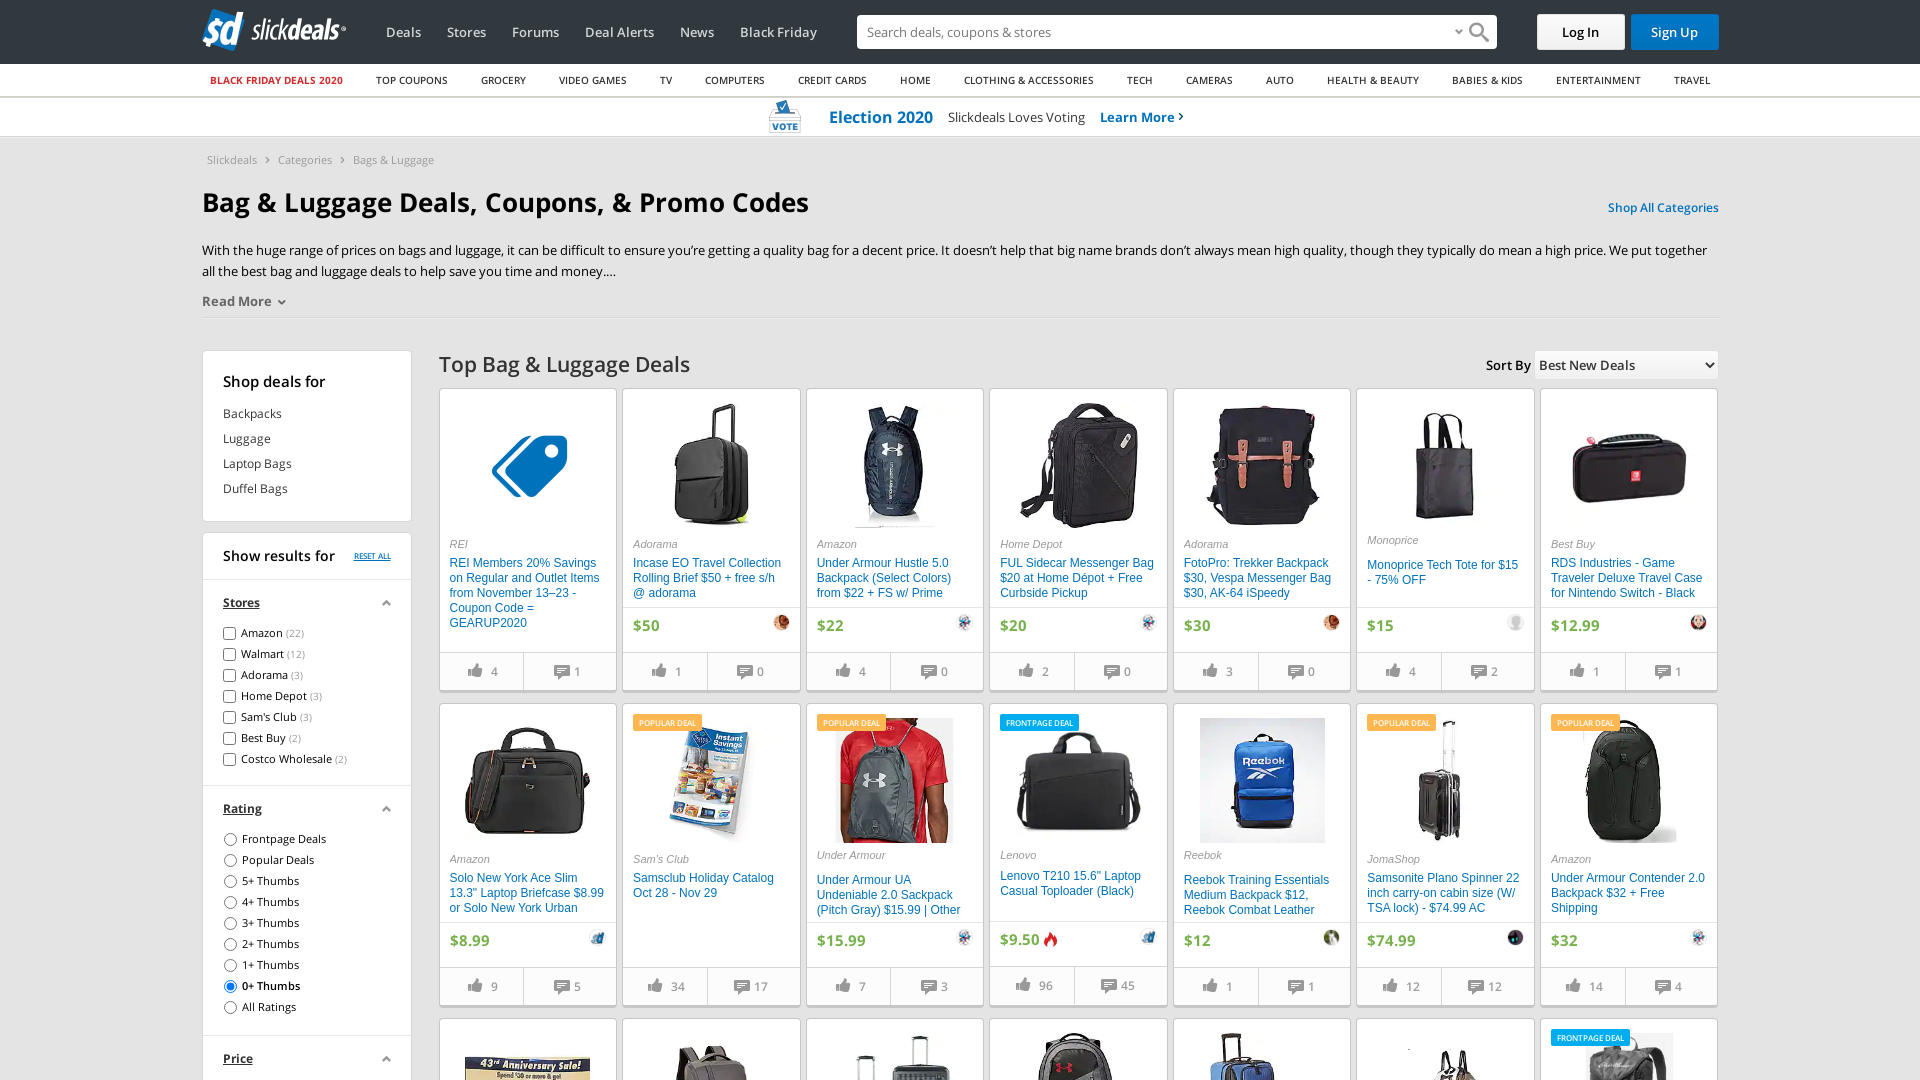 slickdeals
Deals
Stores
Forums
Deal Alerts
News
Black Friday
Search deals, coupons & stores
Log In
Sign Up
BLACK FRIDAY DEALS 2020
TOP COUPONS
GROCERY
VIDEO GAMES
TV
COMPUTERS
CREDIT CARDS
HOME
CLOTHING & ACCESSORIES
TECH
CAMERAS
AUTO
HEALTH & BEAUTY
BABIES & KIDS
ENTERTAINMENT
TRAVEL
VOTE
Election 2020 Slickdeals Loves Voting Learn More
Slickdeals > Categories > Bags & Luggage
Bag & Luggage Deals, Coupons, & Promo Codes
Shop All Categories
With the huge range of prices on bags and luggage, it can be difficult to ensure you’re getting a quality bag for a decent price. It doesn’t help that big name brands don’t always mean high quality, though they typically do mean a high price. We put together
all the best bag and luggage deals to help save you time and money....
Read More
Shop deals for
Backpacks
Luggage
Laptop Bags
Duffel Bags
Show results for
RESET ALL
Stores
Amazon (22)
Walmart (12)
Adorama (3)
Home Depot (3)
Sam's Club (3)
Best Buy (2)
Costco Wholesale (2)
Rating
Frontpage Deals
Popular Deals
5+ Thumbs
4+ Thumbs
3+ Thumbs
2+ Thumbs
1+ Thumbs
0+ Thumbs
All Ratings
Price
Top Bag & Luggage Deals
Sort By
Best New Deals
REI
REI Members 20% Savings
on Regular and Outlet Items
from November 13–23 -
Coupon Code =
GEARUP2020
4
1
Adorama
Incase EO Travel Collection
Rolling Brief $50 + free s/h
@ adorama
$50
1
0
Amazon
Under Armour Hustle 5.0
Backpack (Select Colors)
from $22 + FS w/ Prime
$22
4
0
Home Depot
FUL Sidecar Messenger Bag
$20 at Home Dépot + Free
Curbside Pickup
$20
2
0
Adorama
FotoPro: Trekker Backpack
$30, Vespa Messenger Bag
$30, AK-64 iSpeedy
$30
3
0
Monoprice
Monoprice Tech Tote for $15
- 75% OFF
$15
4
2
Best Buy
RDS Industries - Game
Traveler Deluxe Travel Case
for Nintendo Switch - Black
$12.99
1
1
Amazon
Solo New York Ace Slim
13.3" Laptop Briefcase $8.99
or Solo New York Urban
$8.99
9
5
POPULAR DEAL
Instant
Savings
Sam's Club
Samsclub Holiday Catalog
Oct 28 - Nov 29
34
17
POPULAR DEAL
Under Armour
Under Armour UA
Undeniable 2.0 Sackpack
(Pitch Gray) $15.99 | Other
$15.99
7
3
FRONTPAGE DEAL
Lenovo
Lenovo T210 15.6" Laptop
Casual Toploader (Black)
$9.50
96
45
Reebok
Reebok
Reebok Training Essentials
Medium Backpack $12,
Reebok Combat Leather
$12
1
1
POPULAR DEAL
JomaShop
Samsonite Plano Spinner 22
inch carry-on cabin size (W/
TSA lock) - $74.99 AC
$74.99
12
12
POPULAR DEAL
Amazon
Under Armour Contender 2.0
Backpack $32 + Free
Shipping
$32
14
4
43rd Anniversary Sale!
Spend $30 or more & get
FRONTPAGE DEAL